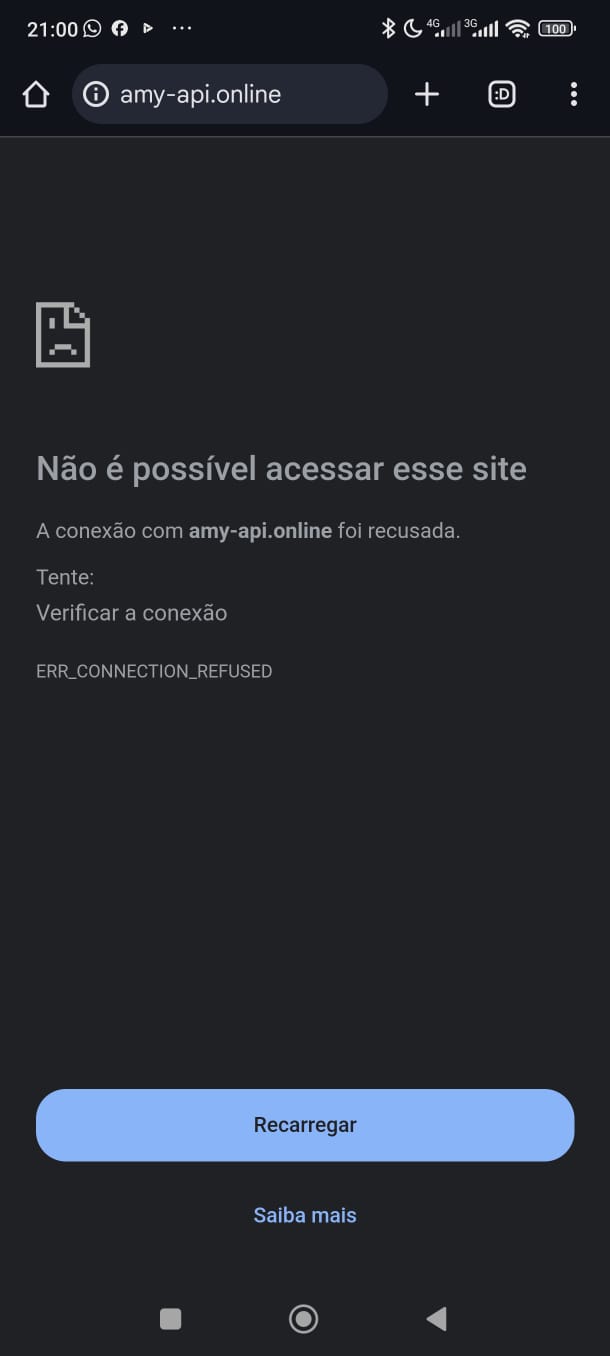 21:00
4G 3G 100
amy-api.online
:D
Não é possível acessar esse site
A conexão com amy-api.online foi recusada.
Tente:
Verificar a conexão
ERR_CONNECTION_REFUSED
Recarregar
Saiba mais